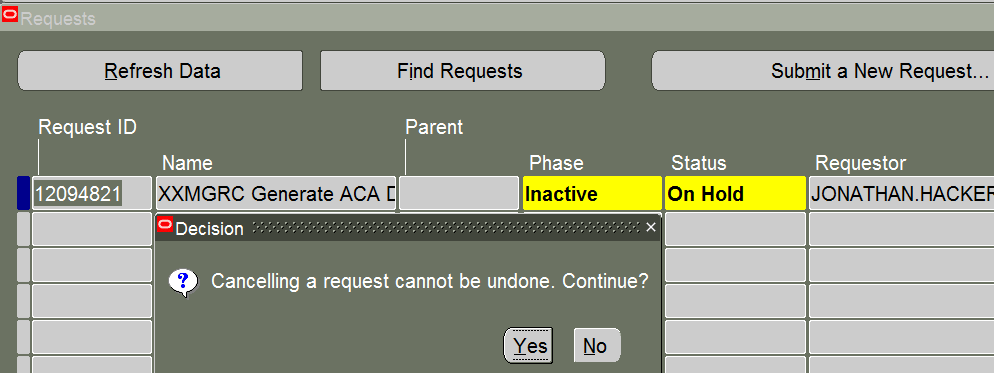 Requests
Refresh Data
Find Requests
Submit a New Request...
Request ID
Parent
Name
Phase
Status
Requestor
12094821
XXMGRC Generate ACA D
Inactive
On Hold
JONATHAN.HACKER
Decision
Cancelling a request cannot be undone. Continue?
Yes
No